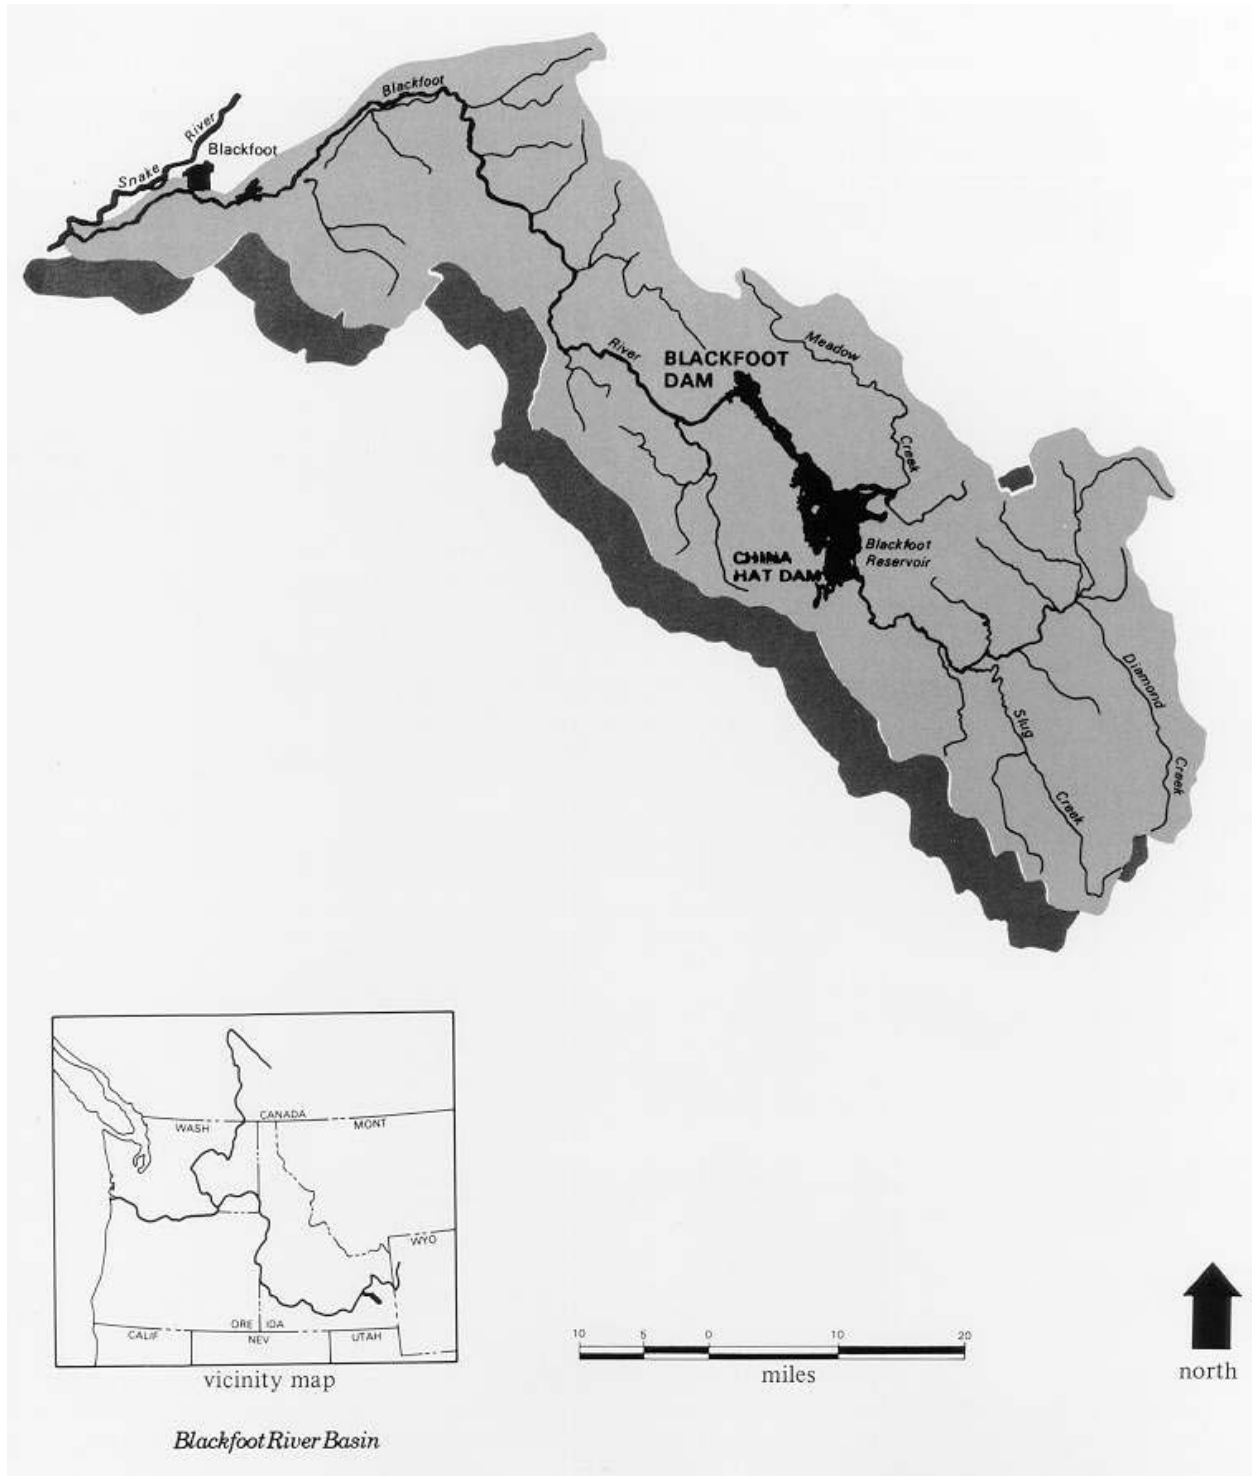 Blackfoot
River
Snake
Blackfoot
River
BLACKFOOT
DAM
Meadow
Creek
CHINA
HAT DAM
Blackfoot
Reservoir
Diamond
Creek
Slug
Creek
CANADA
WASH
MONT
WYO
ORE IDA
CALIF
NEV
UTAH
vicinity map
10 5 0 10 20
miles
north
Blackfoot River Basin